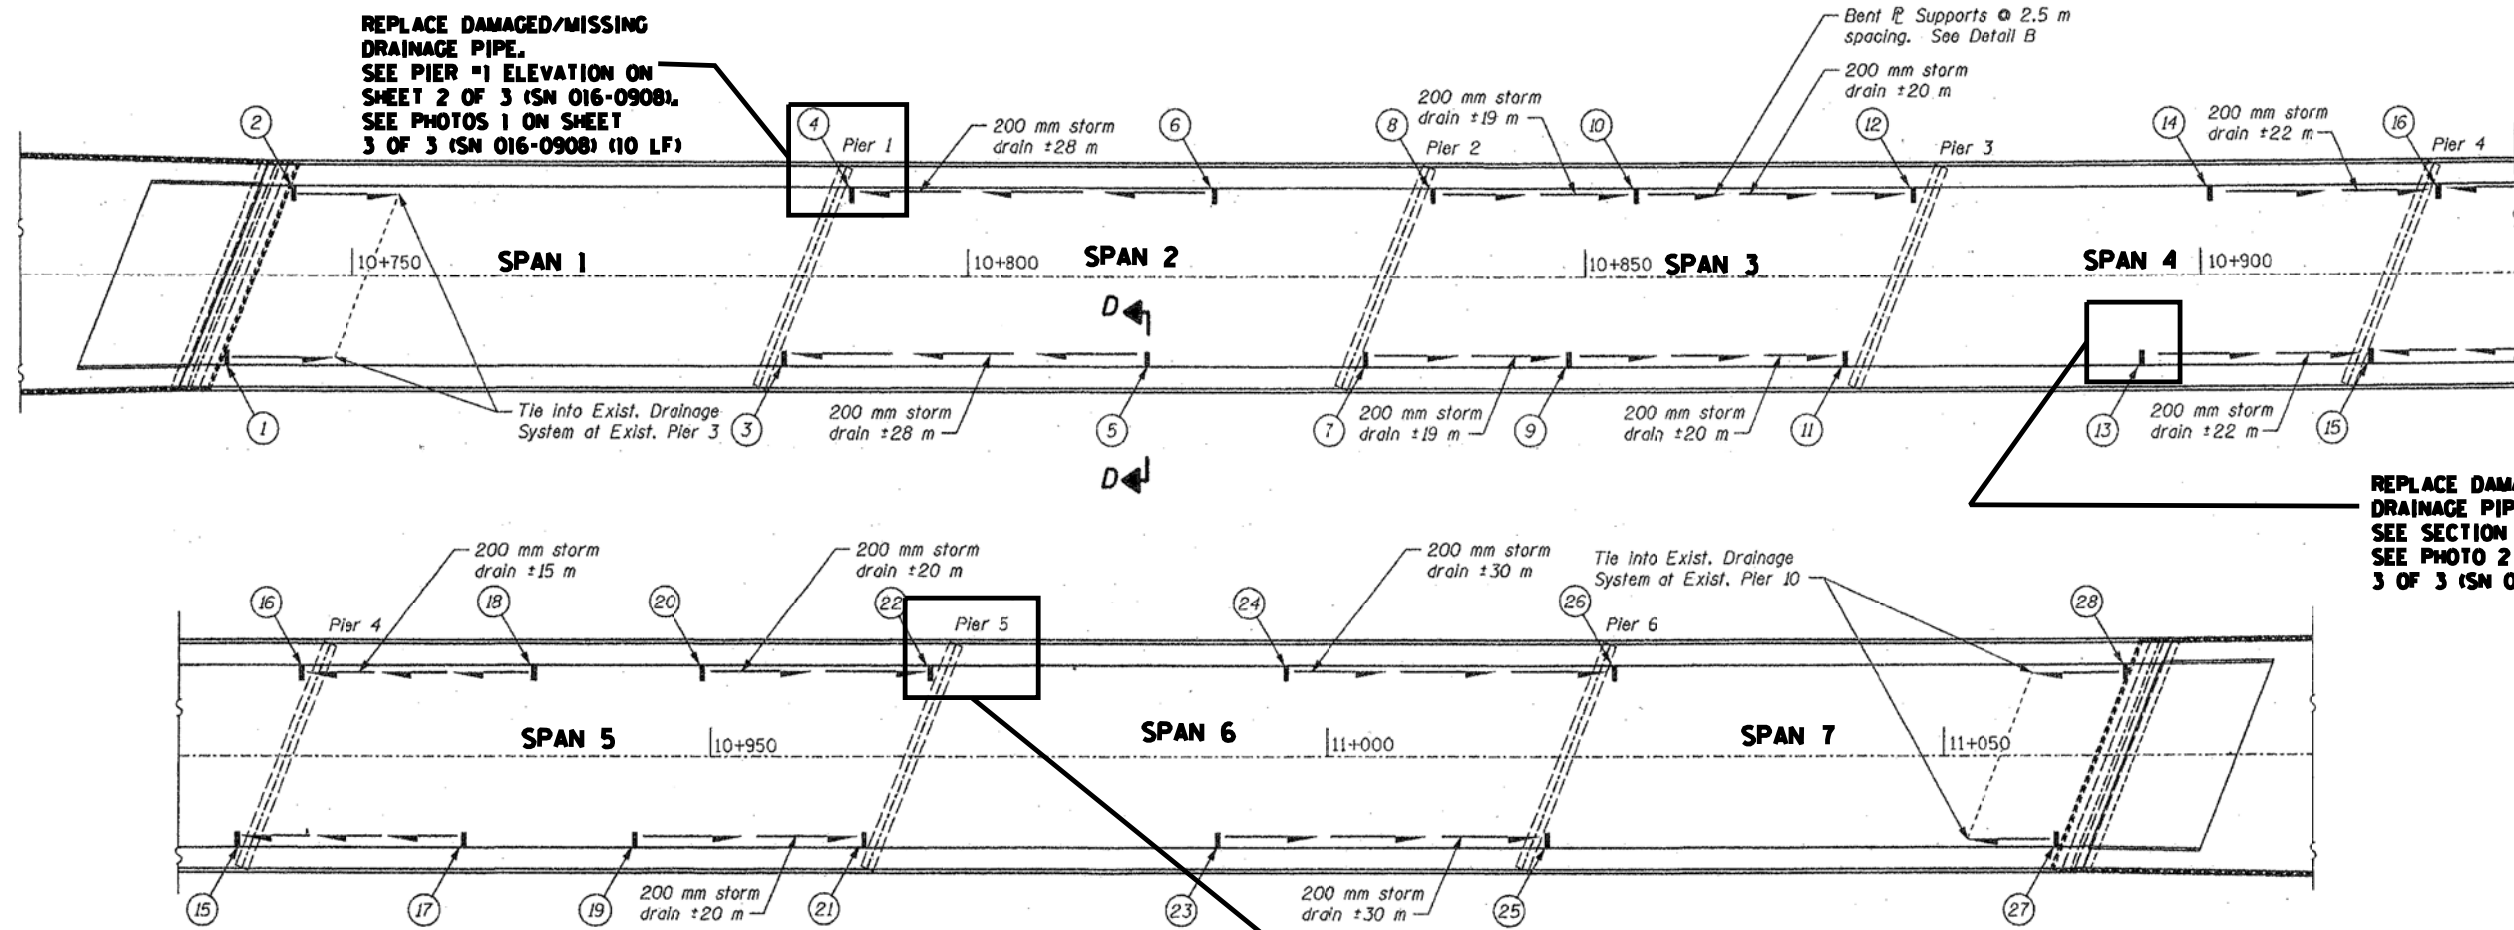 REPLACE DAMAGED/MISSING
DRAINAGE PIPE.
SEE PIER #1 ELEVATION ON
SHEET 2 OF 3 (SN 016-0908).
SEE PHOTOS 1 ON SHEET
3 OF 3 (SN 016-0908) (10 LF)
Bent PL Supports @ 2.5 m
spacing. See Detail B
200 mm storm
drain ±20 m
2
4
Pier 1
200 mm storm
drain ±28 m
6
8
200 mm storm
drain ±19 m
Pier 2
10
12
Pier 3
14
200 mm storm
drain ±22 m
16
Pier 4
10+750
SPAN 1
10+800
SPAN 2
10+850
SPAN 3
SPAN 4
10+900
D
D
1
Tie into Exist. Drainage
System at Exist. Pier 3
3
200 mm storm
drain ±28 m
5
7
200 mm storm
drain ±19 m
9
200 mm storm
drain ±20 m
11
13
200 mm storm
drain ±22 m
15
REPLACE
DRAINAGE
SEE SECTION
SEE PHOTO 2
3 OF 3 (SN
16
Pier 4
200 mm storm
drain ±15 m
18
20
200 mm storm
drain ±20 m
22
Pier 5
24
200 mm storm
drain ±30 m
Tie into Exist. Drainage
System at Exist. Pier 10
26
Pier 6
28
SPAN 5
10+950
SPAN 6
11+000
SPAN 7
11+050
15
17
19
200 mm storm
drain ±20 m
21
23
200 mm storm
drain ±30 m
25
27